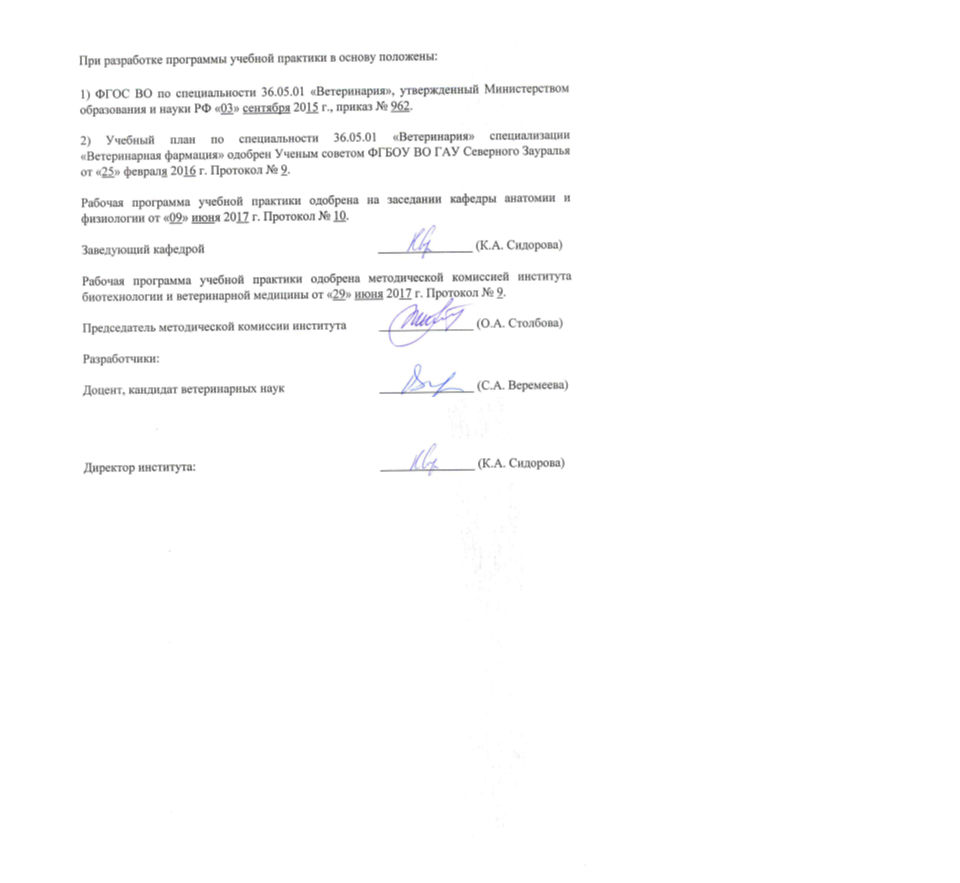 При разработке программы учебной практики в основу положены:
1) ФГОС ВО по специальности 36.05.01 «Ветеринария», утвержденный Министерством
образования и науки РФ «03» сентября 2015 г., приказ № 962.
2) Учебный план по специальности 36.05.01 «Ветеринария» специализации
«Ветеринарная фармация» одобрен Ученым советом ФГБОУ ВО ГАУ Северного Зауралья
от «25» февраля 2016 г. Протокол № 9.
Рабочая программа учебной практики одобрена на заседании кафедры анатомии и
физиологии от «09» июня 2017 г. Протокол № 10.
Заведующий кафедрой (К.А. Сидорова)
Рабочая программа учебной практики одобрена методической комиссией института
биотехнологии и ветеринарной медицины от «29» июня 2017 г. Протокол № 9.
Председатель методической комиссии института (О.А. Столбова)
Разработчики:
Доцент, кандидат ветеринарных наук (С.А. Веремеева)
Директор института: (К.А. Сидорова)